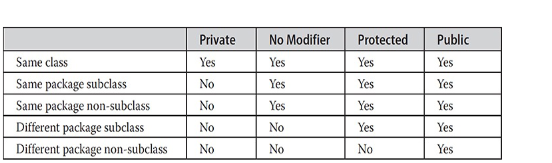 Private No Modifier Protected Public
Same class Yes Yes Yes Yes
Same package subclass No Yes Yes Yes
Same package non-subclass No Yes Yes Yes
Different package subclass No No Yes Yes
Different package non-subclass No No No Yes